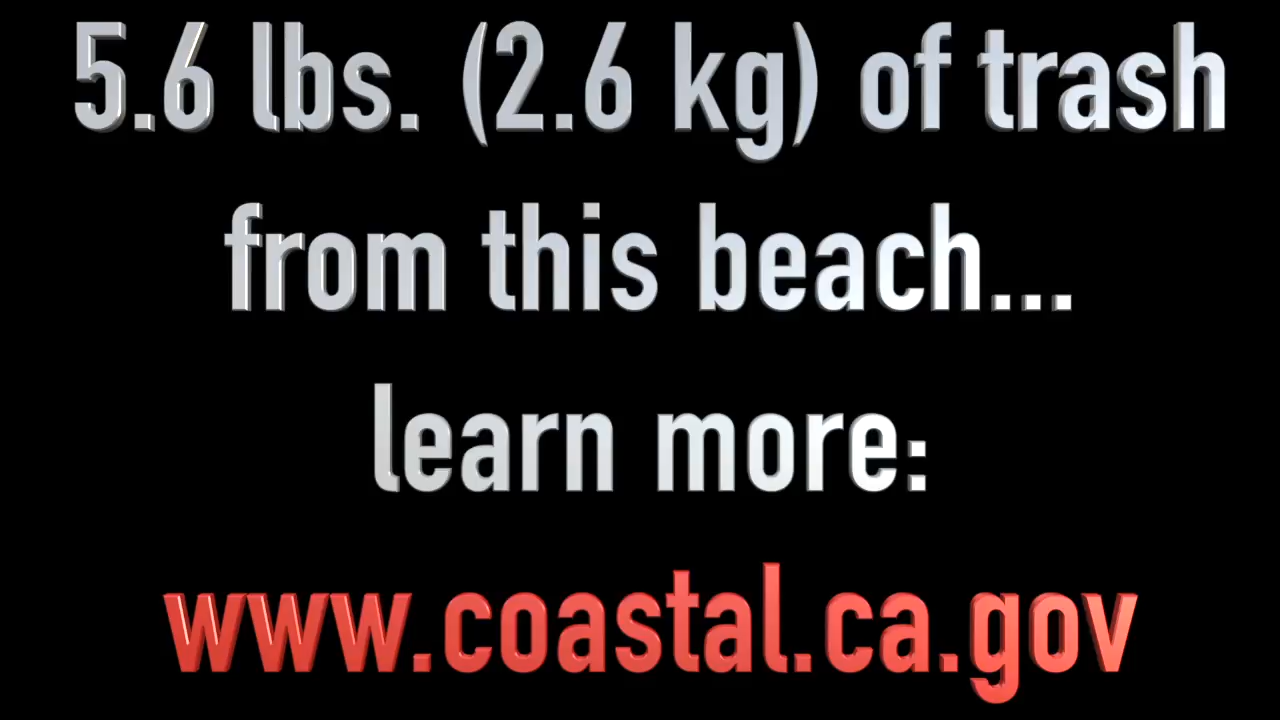 5.6 lbs. (2.6 kg) of trash
from this beach...
learn more:
www.coastal.ca.gov